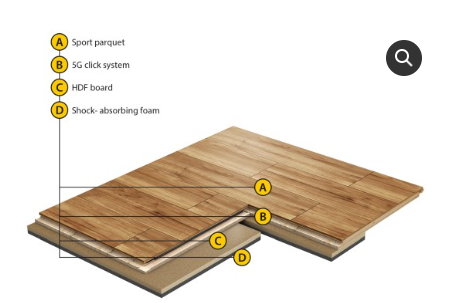 A Sport parquet
B 5G click system
C HDF board
D Shock- absorbing foam
A
B
C
D